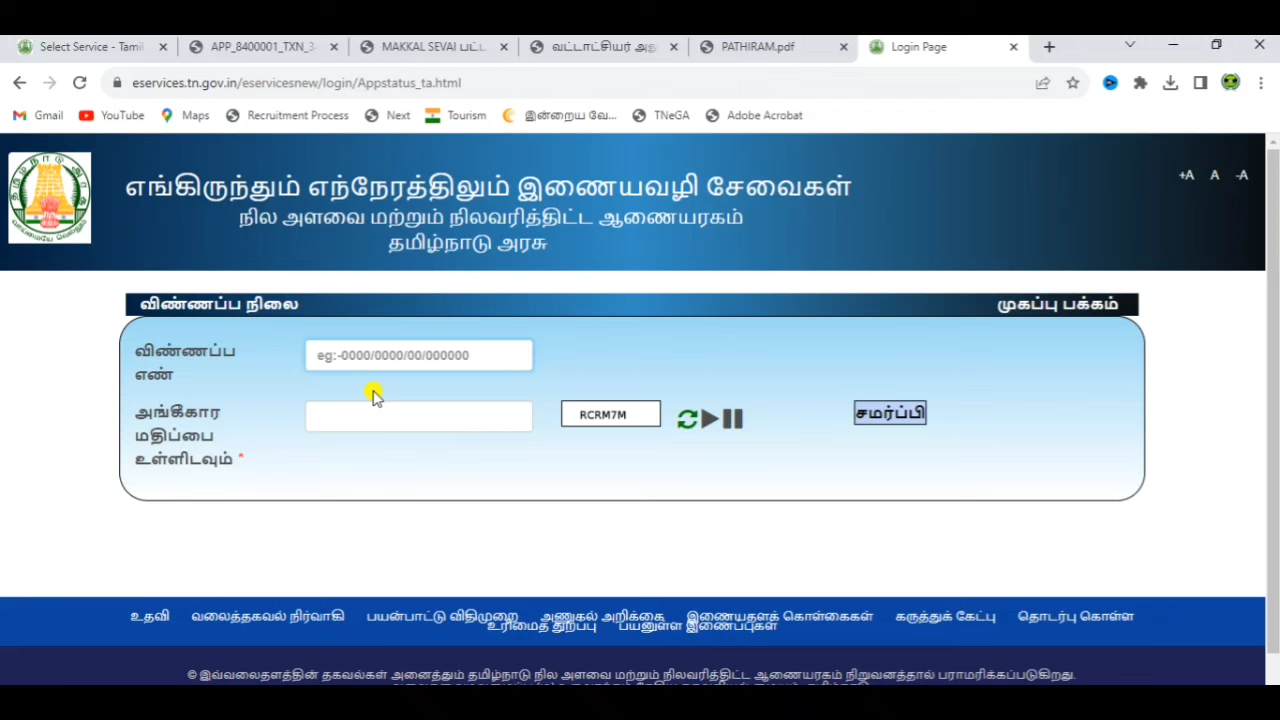 Select Service - Tamil
APP_8400001_TXN_3
MAKKAL SEVAI பட்ட
வட்டாட்சியர் அலு
PATHIRAM.pdf
Login Page
eservices.tn.gov.in/eservicesnew/login/Appstatus_ta.html
Gmail
YouTube
Maps
Recruitment Process
Next
Tourism
இன்றைய வே...
TNeGA
Adobe Acrobat
எங்கிருந்தும் எந்நேரத்திலும் இணையவழி சேவைகள்
நில அளவை மற்றும் நிலவரித்திட்ட ஆணையரகம்
தமிழ்நாடு அரசு
+A A -A
விண்ணப்ப நிலை
முகப்பு பக்கம்
விண்ணப்ப
எண்
eg:-0000/0000/00/000000
அங்கீகார
மதிப்பை
உள்ளிடவும் *
RCRM7M
சமர்ப்பி
உதவி வலைத்தகவல் நிர்வாகி பயன்பாட்டு விதிமுறை அணுகல் அறிக்கை இணையதளக் கொள்கைகள் கருத்துக் கேட்பு தொடர்பு கொள்ள
உரிமைத் துறப்பு பயனுள்ள இணைப்புகள்
© இவ்வலைதளத்தின் தகவல்கள் அனைத்தும் தமிழ்நாடு நில அளவை மற்றும் நிலவரித்திட்ட ஆணையரகம் நிறுவனத்தால் பராமரிக்கப்படுகிறது.